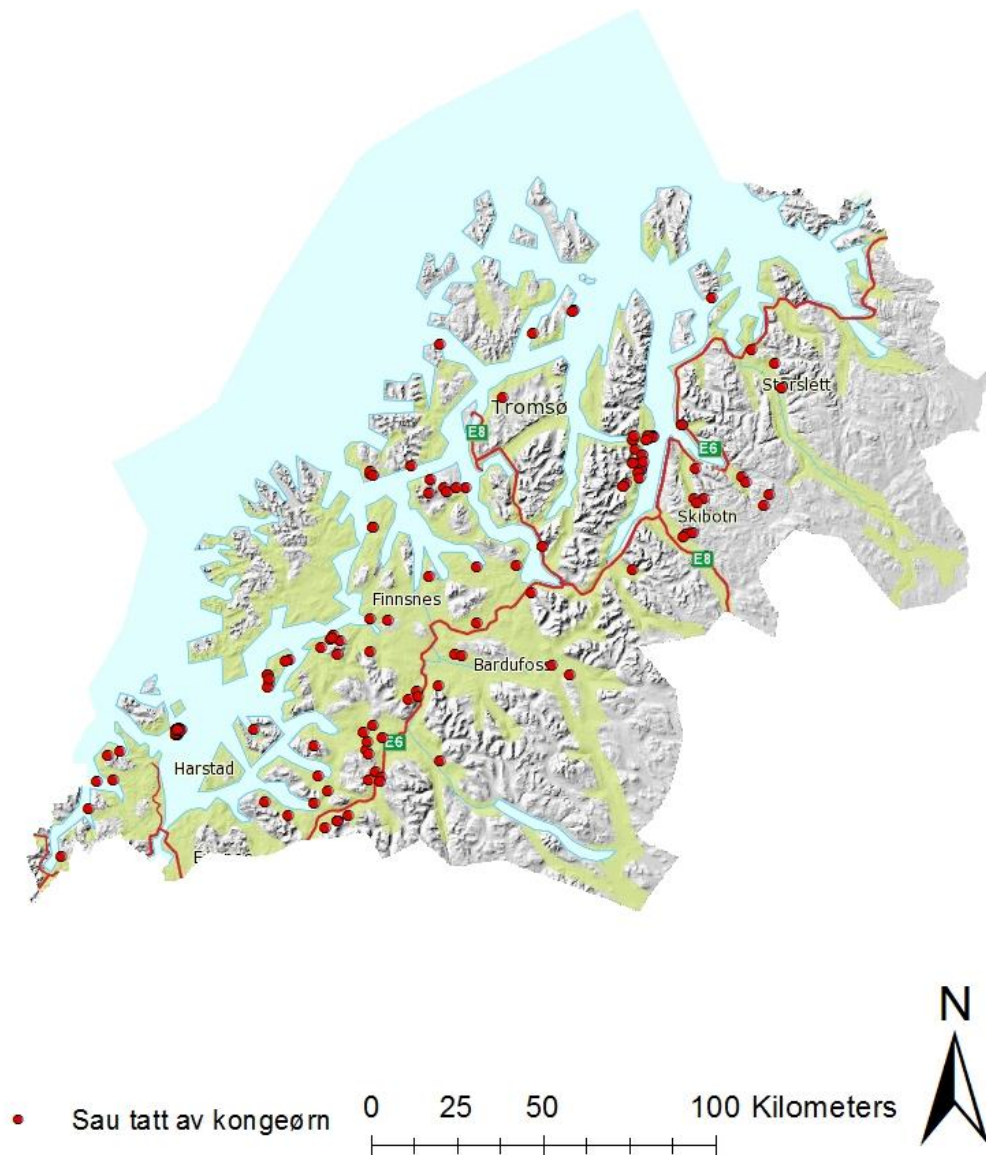 Storslett
Tromsø
E8
E6
Skibotn
E8
Finnsnes
Bardufoss
E6
Harstad
N
Sau tatt av kongeørn
0 25 50 100 Kilometers